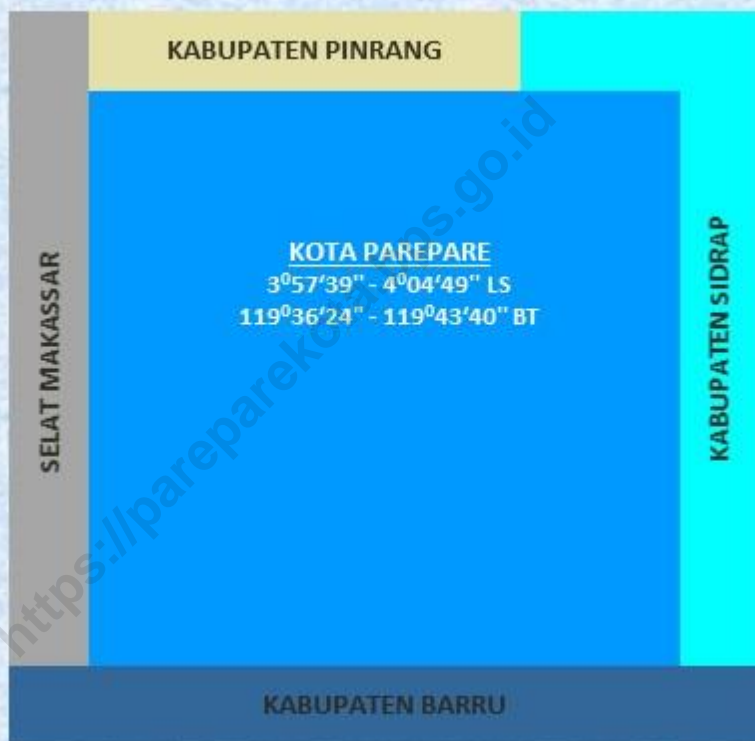 KABUPATEN PINRANG
KOTA PAREPARE
3⁰57'39" - 4⁰04'49" LS
119⁰36'24" - 119⁰43'40" BT
SELAT MAKASSAR
KABUPATEN SIDRAP
KABUPATEN BARRU
https://pareparekota.bps.go.id